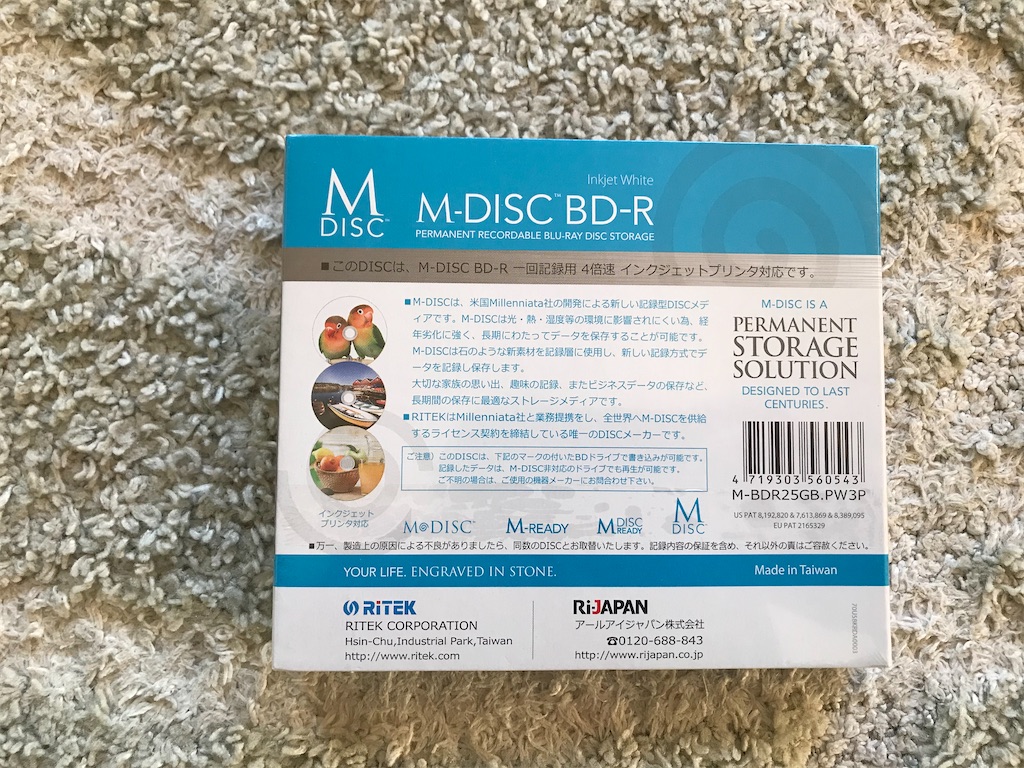 M
DISC™
Inkjet White
M-DISC™ BD-R
PERMANENT RECORDABLE BLU-RAY DISC STORAGE
■このDISCは、M-DISC BD-R 一回記録用 4倍速 インクジェットプリンタ対応です。
■M-DISCは、米国Millenniata社の開発による新しい記録型DISCメデ
ィアです。M-DISCは光・熱・湿度等の環境に影響されにくい為、経
年劣化に強く、長期にわたってデータを保存することが可能です。
M-DISCは石のような新素材を記録層に使用し、新しい記録方式でデ
ータを記録し保存します。
大切な家族の思い出、趣味の記録、またビジネスデータの保存など、
長期間の保存に最適なストレージメディアです。
■RITEKはMillenniata社と業務提携をし、全世界へM-DISCを供給
するライセンス契約を締結している唯一のDISCメーカーです。
ご注意）このDISCは、下記のマークの付いたBDドライブで書き込みが可能です。
記録したデータは、M-DISC非対応のドライブでも再生が可能です。
ご不明の場合は、ご使用の機器メーカーにお問合わせ下さい。
インクジェット
プリンタ対応
M DISC™
M-READY
M DISC READY
M DISC™
M-DISC IS A
PERMANENT
STORAGE
SOLUTION
DESIGNED TO LAST
CENTURIES.
4 719303 560543
M-BDR25GB.PW3P
US PAT 8,192,820 & 7,613,869 & 8,389,095
EU PAT 2165329
■万一、製造上の原因による不良がありましたら、同数のDISCとお取替いたします。記録内容の保証を含め、それ以外の責はご容赦ください。
YOUR LIFE. ENGRAVED IN STONE.
Made in Taiwan
RiTEK
RITEK CORPORATION
Hsin-Chu,Industrial Park,Taiwan
http://www.ritek.com
Ri-JAPAN
アールアイジャパン株式会社
☎0120-688-843
http://www.rijapan.co.jp